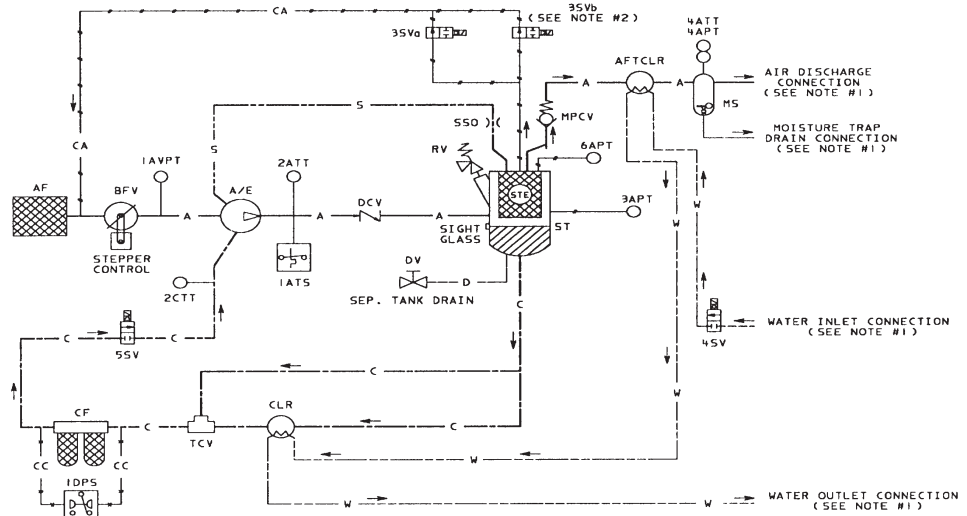 CA
3SVb
(SEE NOTE #2)
3SVa
4ATT
4APT
AFTCLR
A
A
AIR DISCHARGE
CONNECTION
(SEE NOTE #1)
MS
S
SSO
MPCV
MOISTURE TRAP
DRAIN CONNECTION
(SEE NOTE #1)
CA
S
RV
6APT
1AVPT
2ATT
AF
BFV
A/E
DCV
STE
W
W
3APT
A
A
A
SIGHT
GLASS
ST
STEPPER
CONTROL
1ATS
DV
D
2CTT
SEP. TANK DRAIN
C
WATER INLET CONNECTION
(SEE NOTE #1)
4SV
C
C
5SV
C
W
CLR
CF
C
TCV
C
W
CC
CC
1DPS
W
W
WATER OUTLET CONNECTION
(SEE NOTE #1)